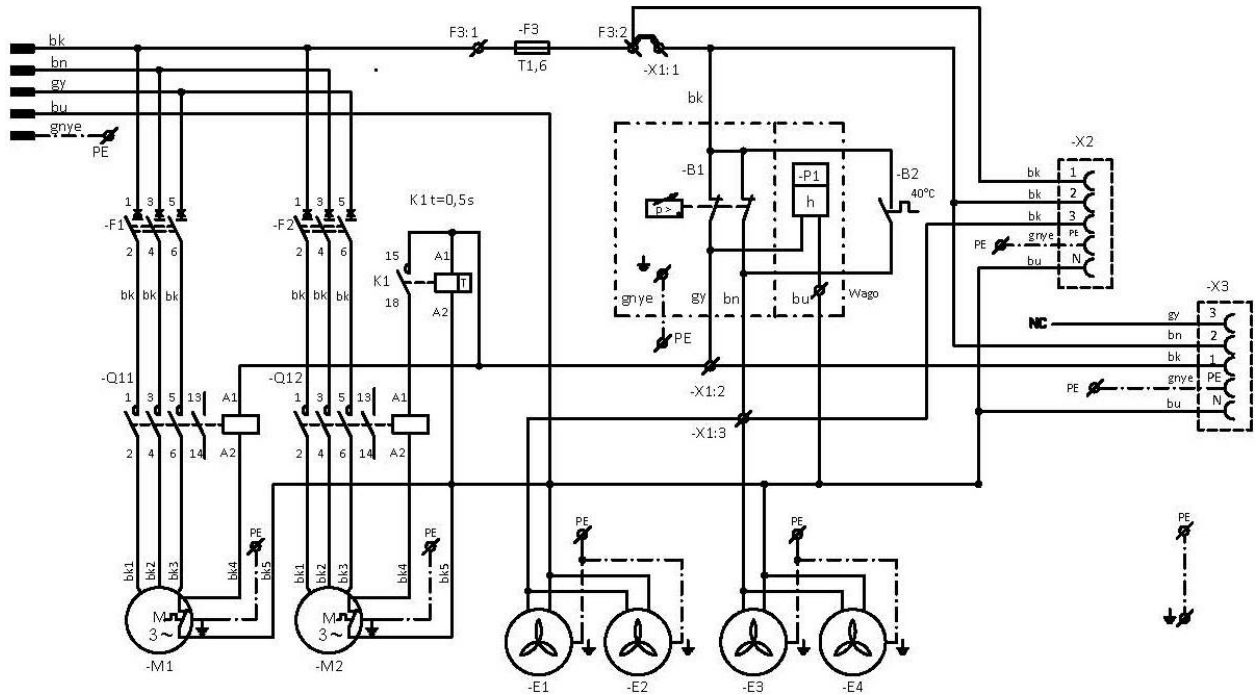 bk
bn
gy
bu
gnye
PE
F3:1
-F3
T1,6
F3:2
-X1:1
bk
-B1
p >
-P1
h
-B2
40°C
gnye
PE
gy
bn
bu
Wago
-X1:2
-X1:3
-X2
bk 1
bk 2
bk 3
PE gnye PE
bu N
-X3
NC gy 3
bn 2
bk 1
PE gnye PE
bu N
1 3 5
-F1
2 4 6
bk bk
1 3 5
-F2
2 4 6
bk bk bk
K1 t=0,5s
15 A1
K1 T
18 A2
-Q11
1 3 5 13 A1
2 4 6 14 A2
-Q12
1 3 5 13 A1
2 4 6 14 A2
bk1 bk2 bk3 bk4 PE bk5
M
3 ~
-M1
bk1 bk2 bk3 bk4 PE bk5
M
3 ~
-M2
PE
-E1
-E2
PE
-E3
-E4
PE